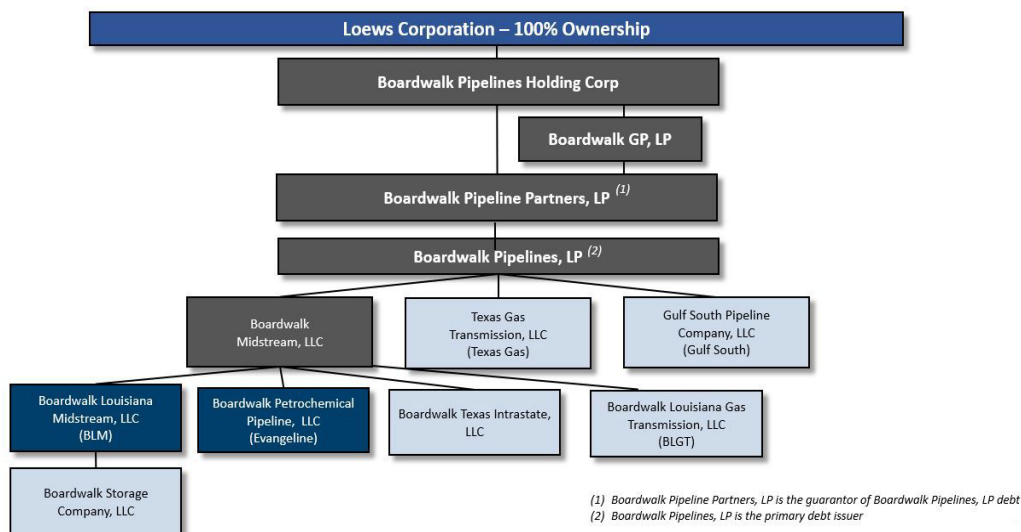 Loews Corporation – 100% Ownership
Boardwalk Pipelines Holding Corp
Boardwalk GP, LP
Boardwalk Pipeline Partners, LP (1)
Boardwalk Pipelines, LP (2)
Boardwalk
Midstream, LLC
Texas Gas
Transmission, LLC
(Texas Gas)
Gulf South Pipeline
Company, LLC
(Gulf South)
Boardwalk Louisiana
Midstream, LLC
(BLM)
Boardwalk Petrochemical
Pipeline, LLC
(Evangeline)
Boardwalk Texas Intrastate,
LLC
Boardwalk Louisiana Gas
Transmission, LLC
(BLGT)
Boardwalk Storage
Company, LLC
(1) Boardwalk Pipeline Partners, LP is the guarantor of Boardwalk Pipelines, LP debt
(2) Boardwalk Pipelines, LP is the primary debt issuer